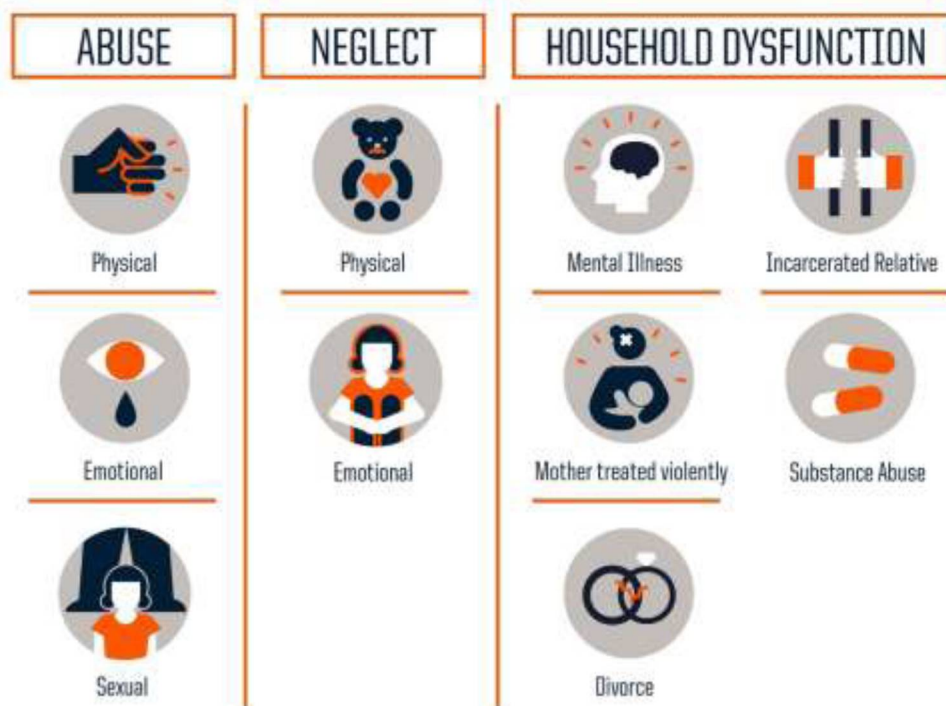 ABUSE
NEGLECT
HOUSEHOLD DYSFUNCTION
Physical
Emotional
Sexual
Physical
Emotional
Mental Illness
Incarcerated Relative
Mother treated violently
Substance Abuse
Divorce